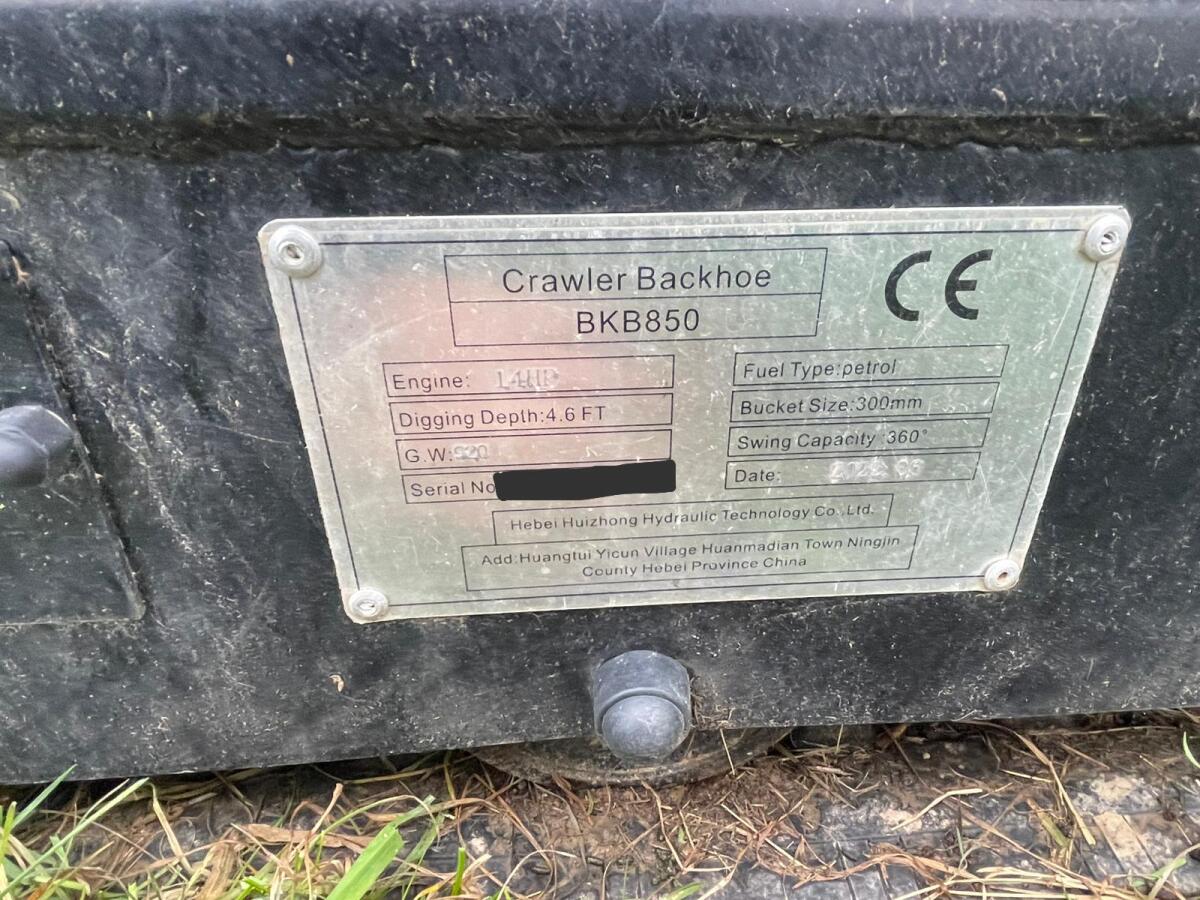 Crawler Backhoe
CE
BKB850
Engine: 14HP
Fuel Type:petrol
Digging Depth:4.6 FT
Bucket Size:300mm
G.W:920
Swing Capacity :360°
Serial No
Date:
Hebei Huizhong Hydraulic Technology Co., Ltd.
Add:Huangtui Yicun Village Huanmadian Town Ningjin
County Hebei Province China